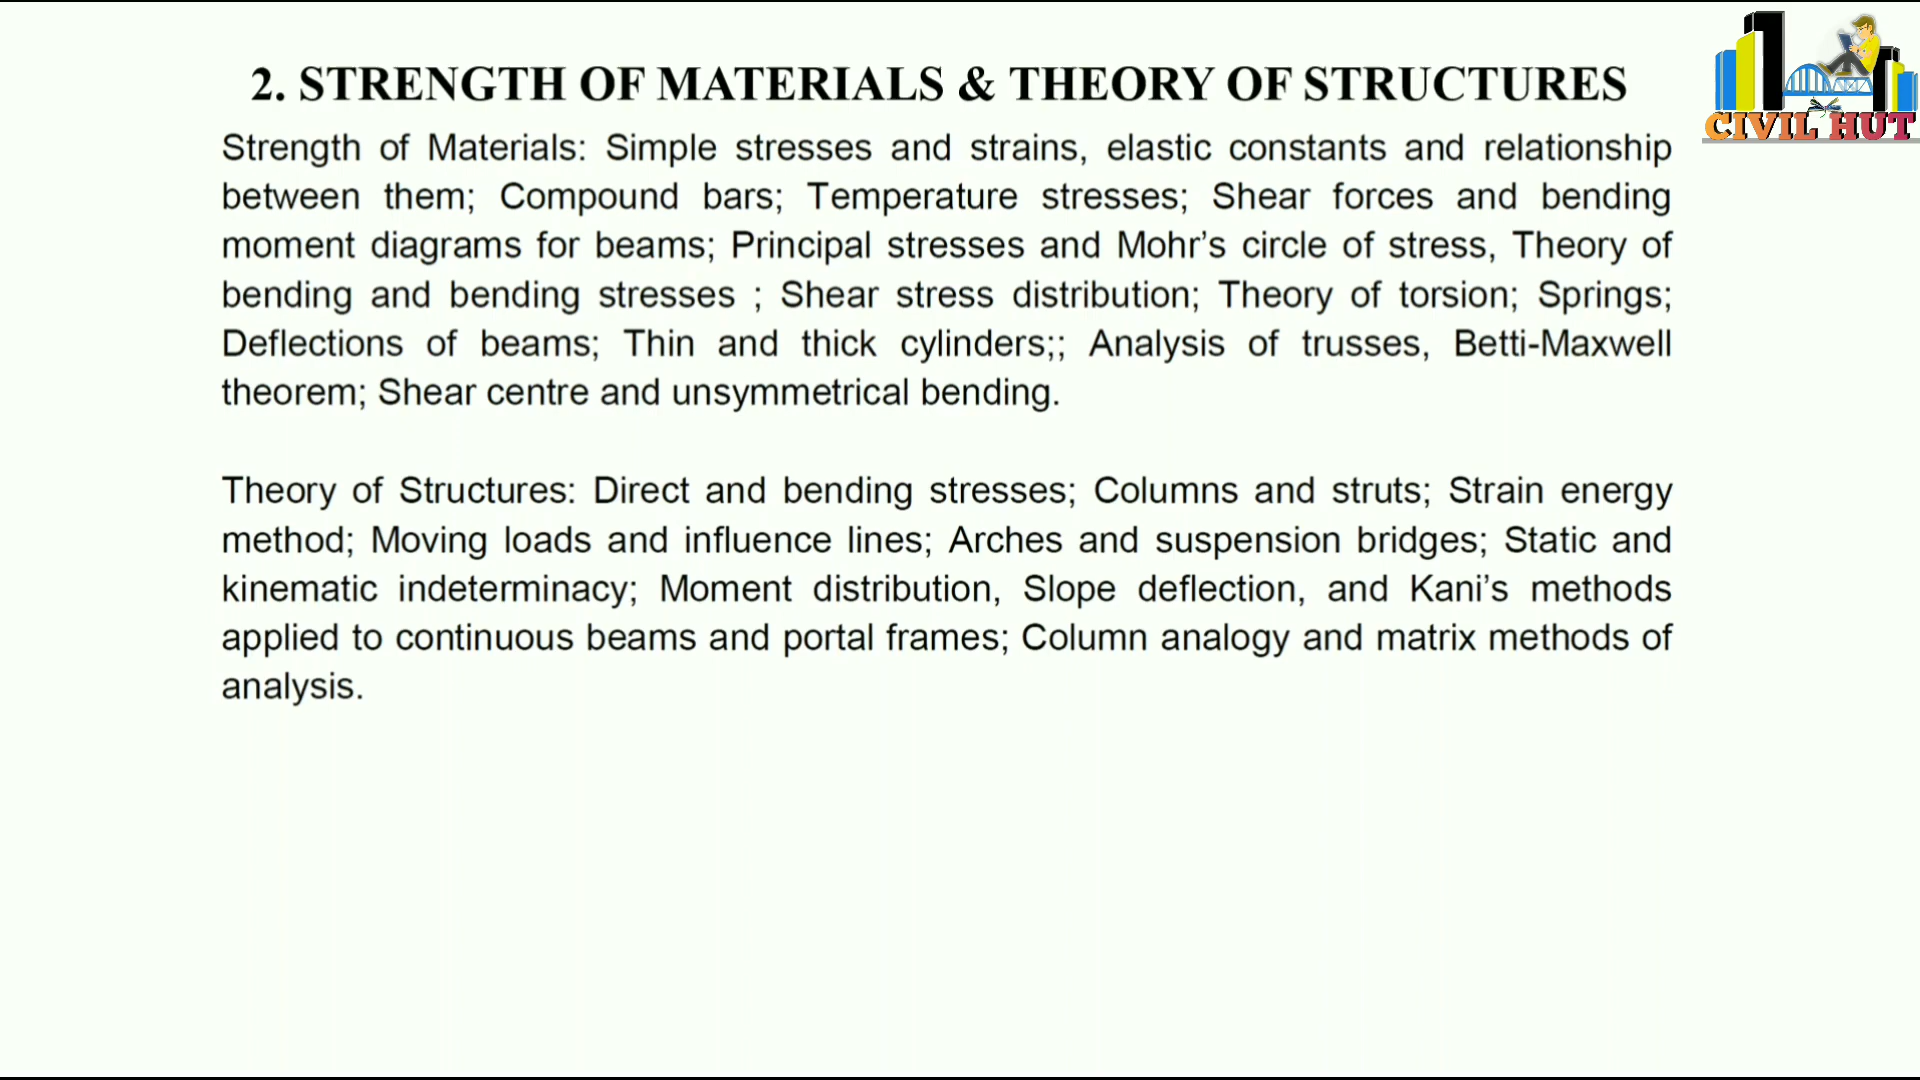 2. STRENGTH OF MATERIALS & THEORY OF STRUCTURES
CIVIL HUT
Strength of Materials: Simple stresses and strains, elastic constants and relationship
between them; Compound bars; Temperature stresses; Shear forces and bending
moment diagrams for beams; Principal stresses and Mohr’s circle of stress, Theory of
bending and bending stresses ; Shear stress distribution; Theory of torsion; Springs;
Deflections of beams; Thin and thick cylinders;; Analysis of trusses, Betti-Maxwell
theorem; Shear centre and unsymmetrical bending.
Theory of Structures: Direct and bending stresses; Columns and struts; Strain energy
method; Moving loads and influence lines; Arches and suspension bridges; Static and
kinematic indeterminacy; Moment distribution, Slope deflection, and Kani’s methods
applied to continuous beams and portal frames; Column analogy and matrix methods of
analysis.